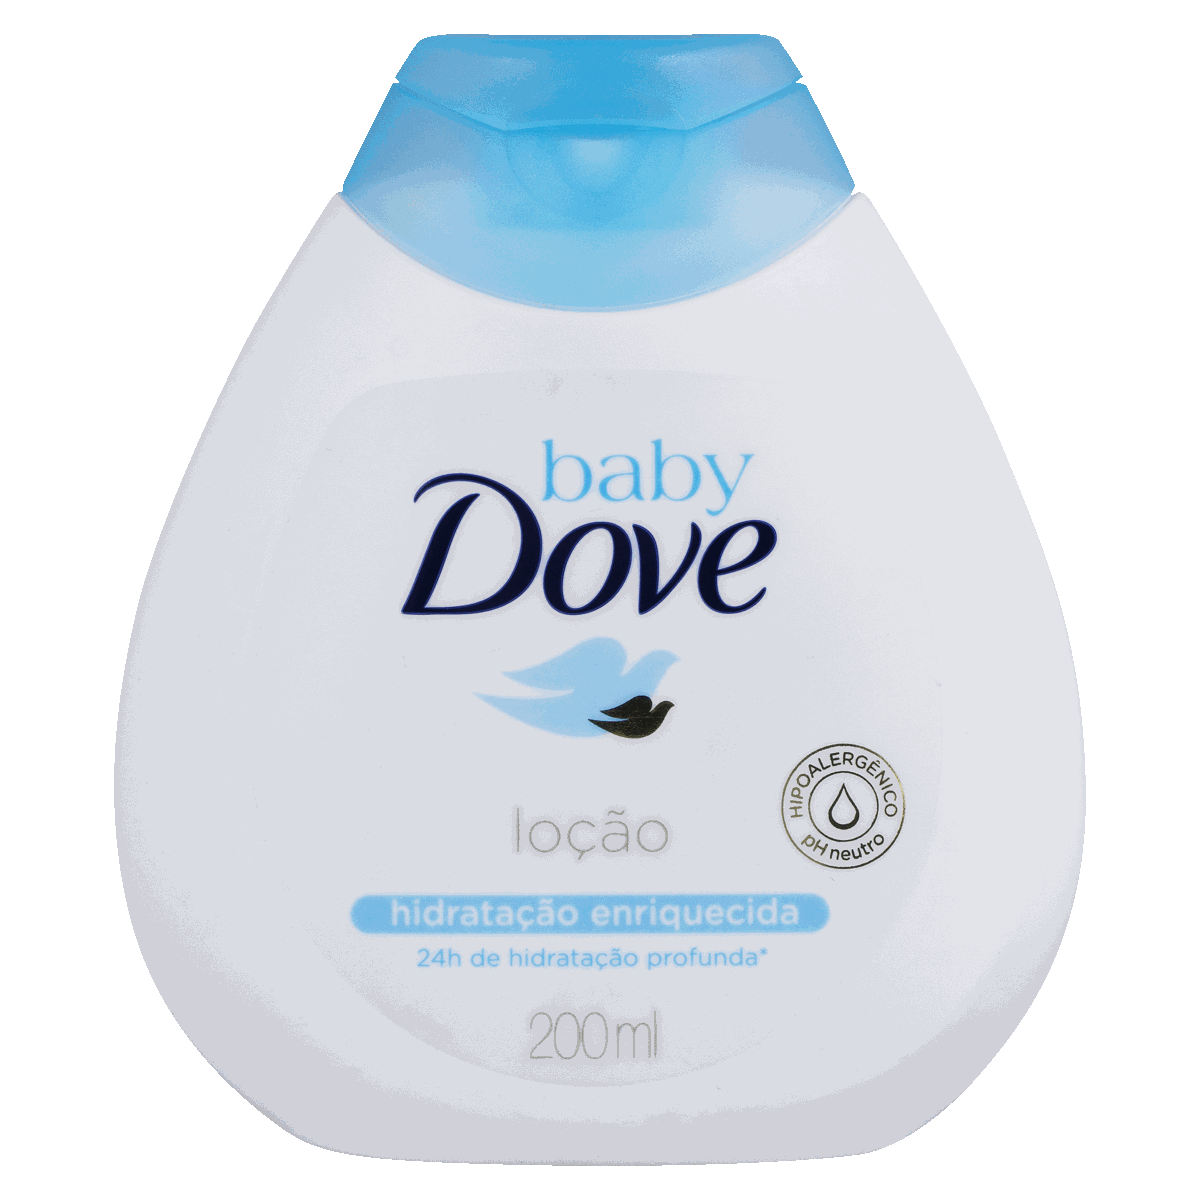 baby
Dove
HIPOALERGÊNICO
pH neutro
loção
hidratação enriquecida
24h de hidratação profunda*
200ml